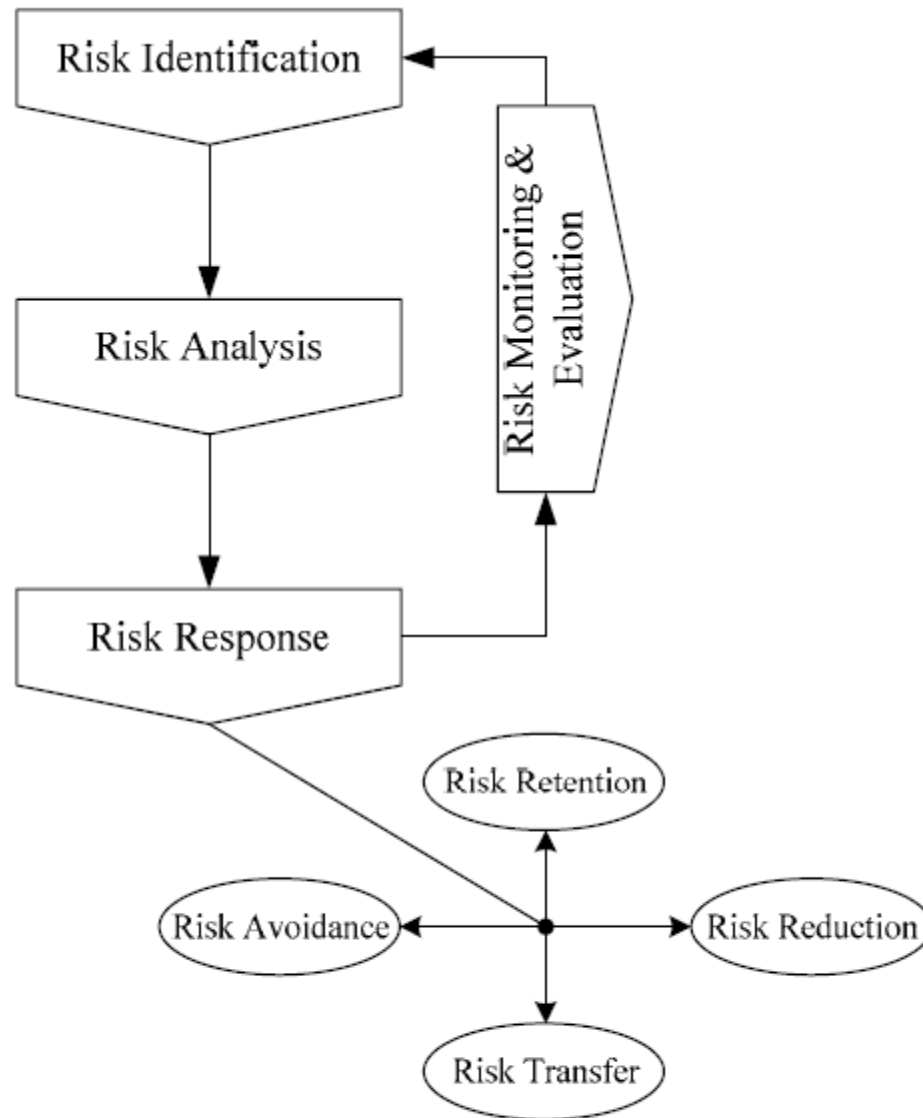 Risk Identification
Risk Monitoring &
Evaluation
Risk Analysis
Risk Response
Risk Retention
Risk Avoidance
Risk Reduction
Risk Transfer